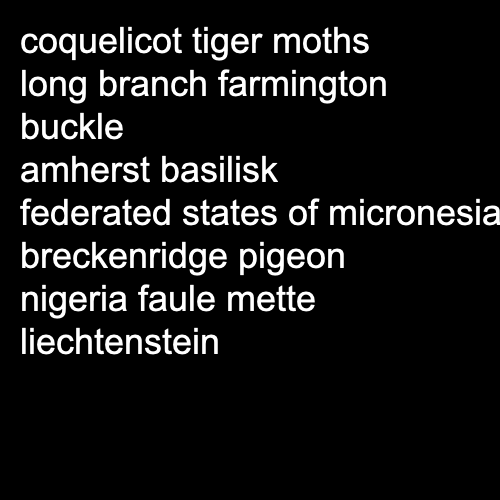 coquelicot tiger moths
long branch farmington
buckle
amherst basilisk
federated states of micronesia
breckenridge pigeon
nigeria faule mette
liechtenstein